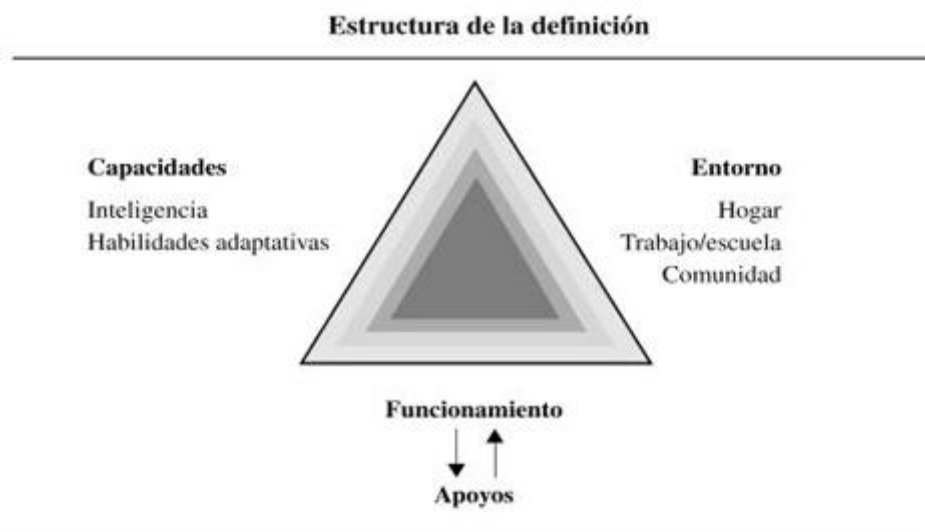 Estructura de la definición
Capacidades
Inteligencia
Habilidades adaptativas
Entorno
Hogar
Trabajo/escuela
Comunidad
Funcionamiento
Apoyos